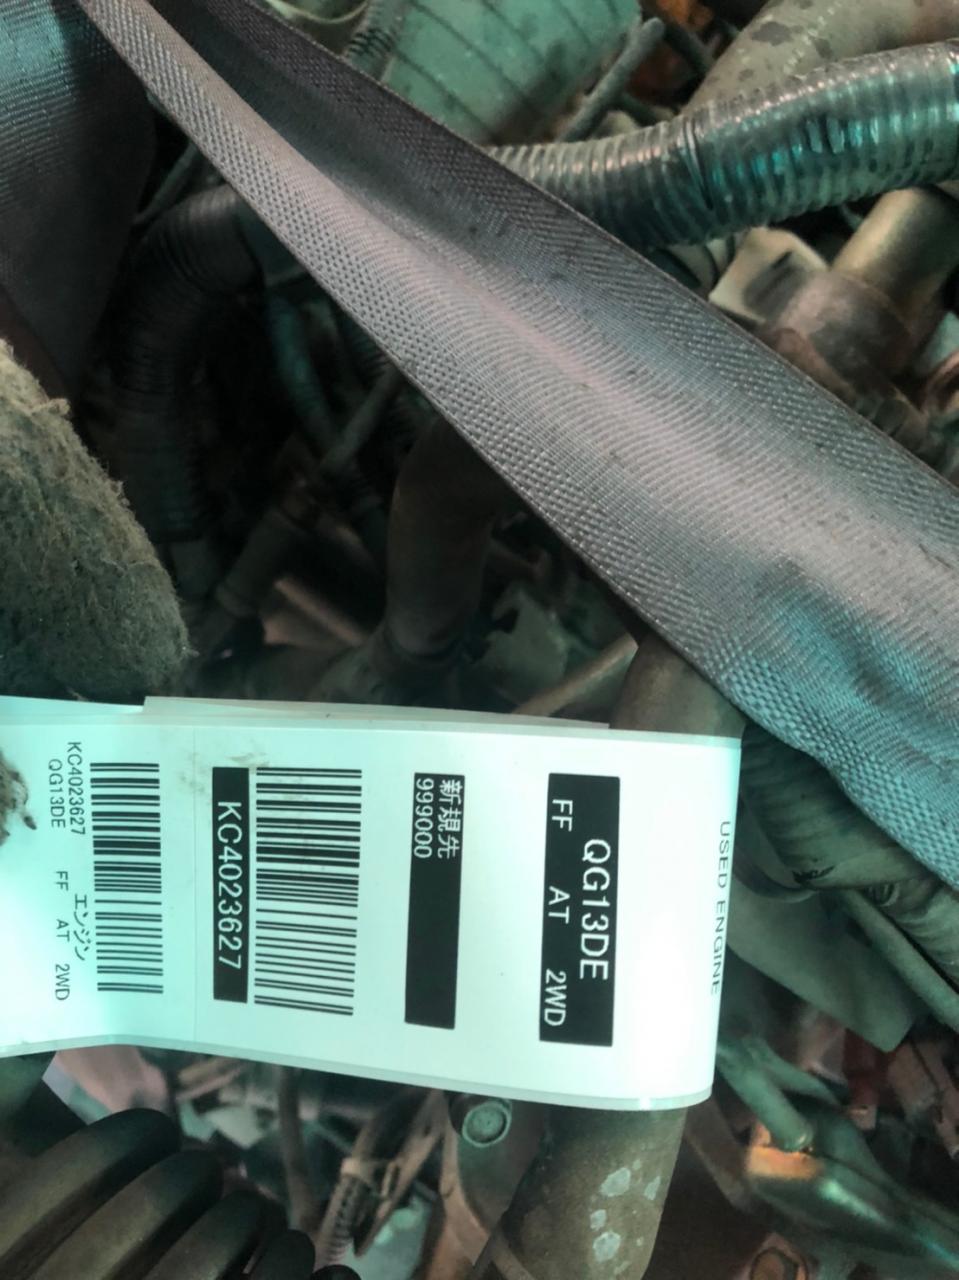 USED ENGINE
QG13DE
FF AT 2WD
新規先
999000
KC4023627
エンジン
KC4023627
QG13DE FF AT 2WD